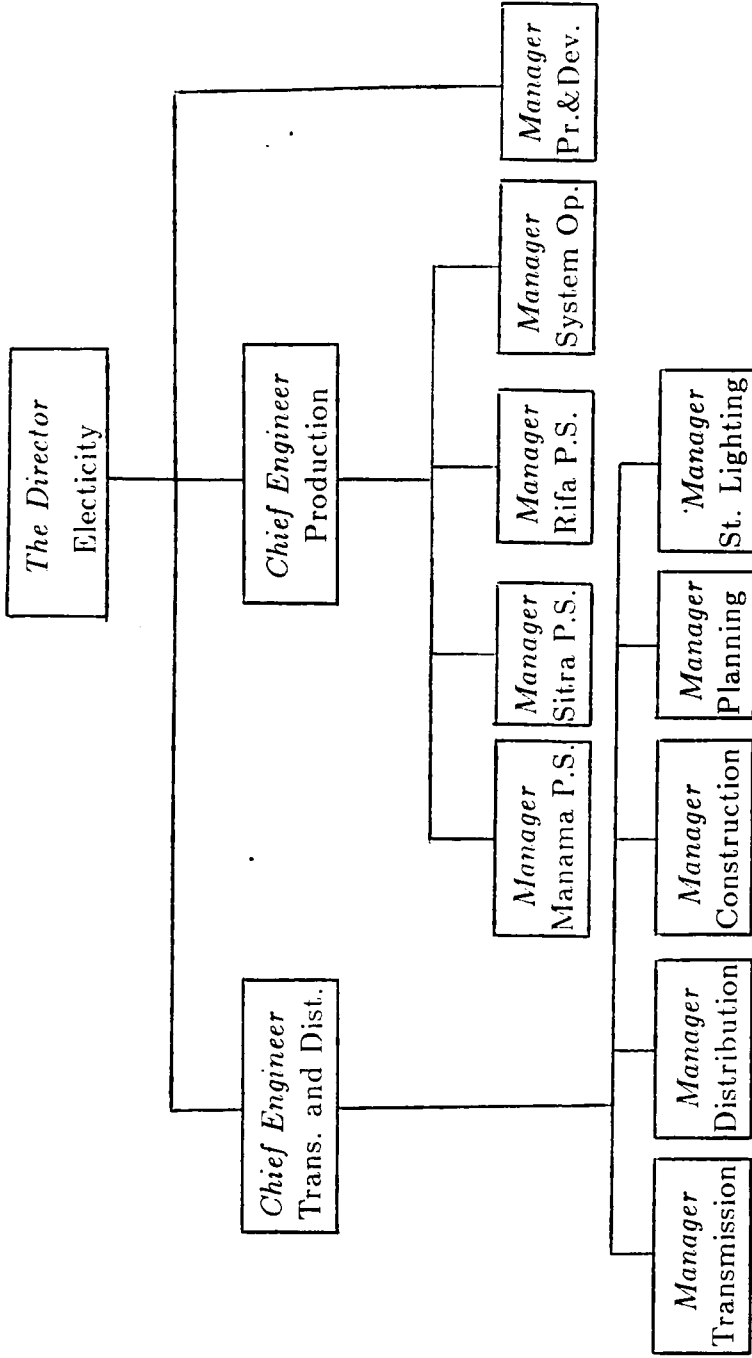 The Director
Electicity
Chief Engineer
Trans. and Dist.
Chief Engineer
Production
Manager
Pr.&Dev.
Manager
Manama P.S.
Manager
Sitra P.S.
Manager
Rifa P.S.
Manager
System Op.
Manager
Transmission
Manager
Distribution
Manager
Construction
Manager
Planning
Manager
St. Lighting